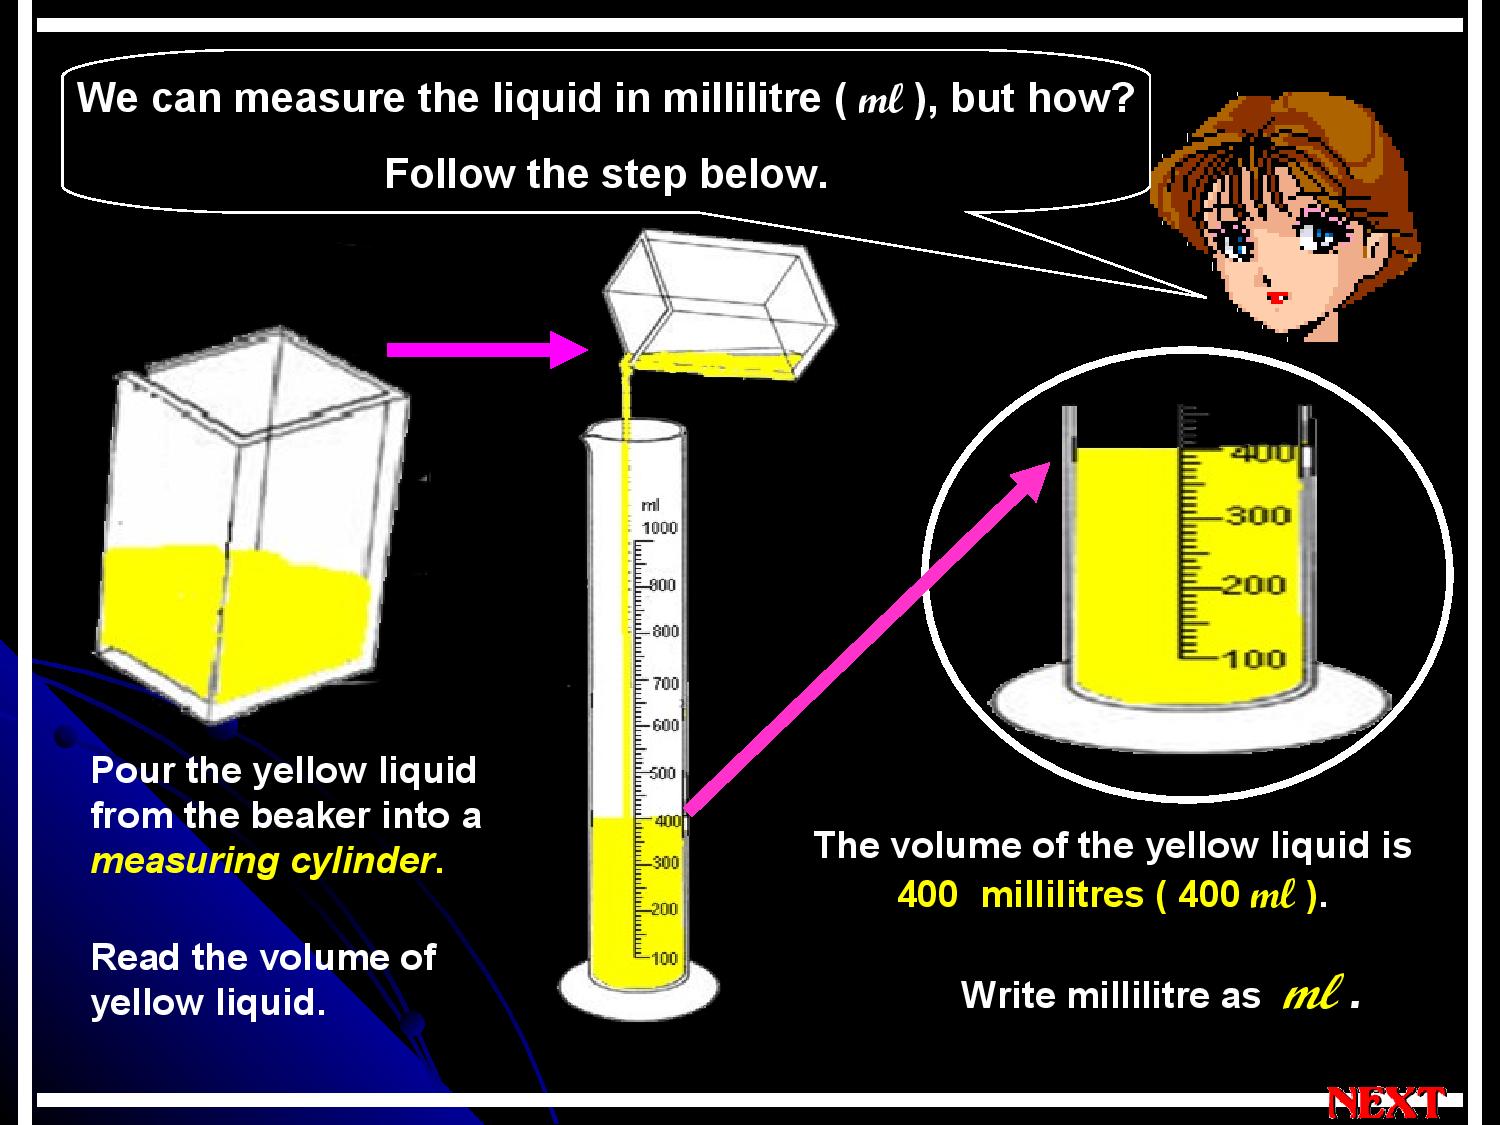 We can measure the liquid in millilitre ( ml ), but how?
Follow the step below.
ml
1000
800
800
700
600
500
400
300
200
100
400
300
200
100
Pour the yellow liquid
from the beaker into a
measuring cylinder.
Read the volume of
yellow liquid.
The volume of the yellow liquid is
400 millilitres ( 400 ml ).
Write millilitre as ml .
NEXT